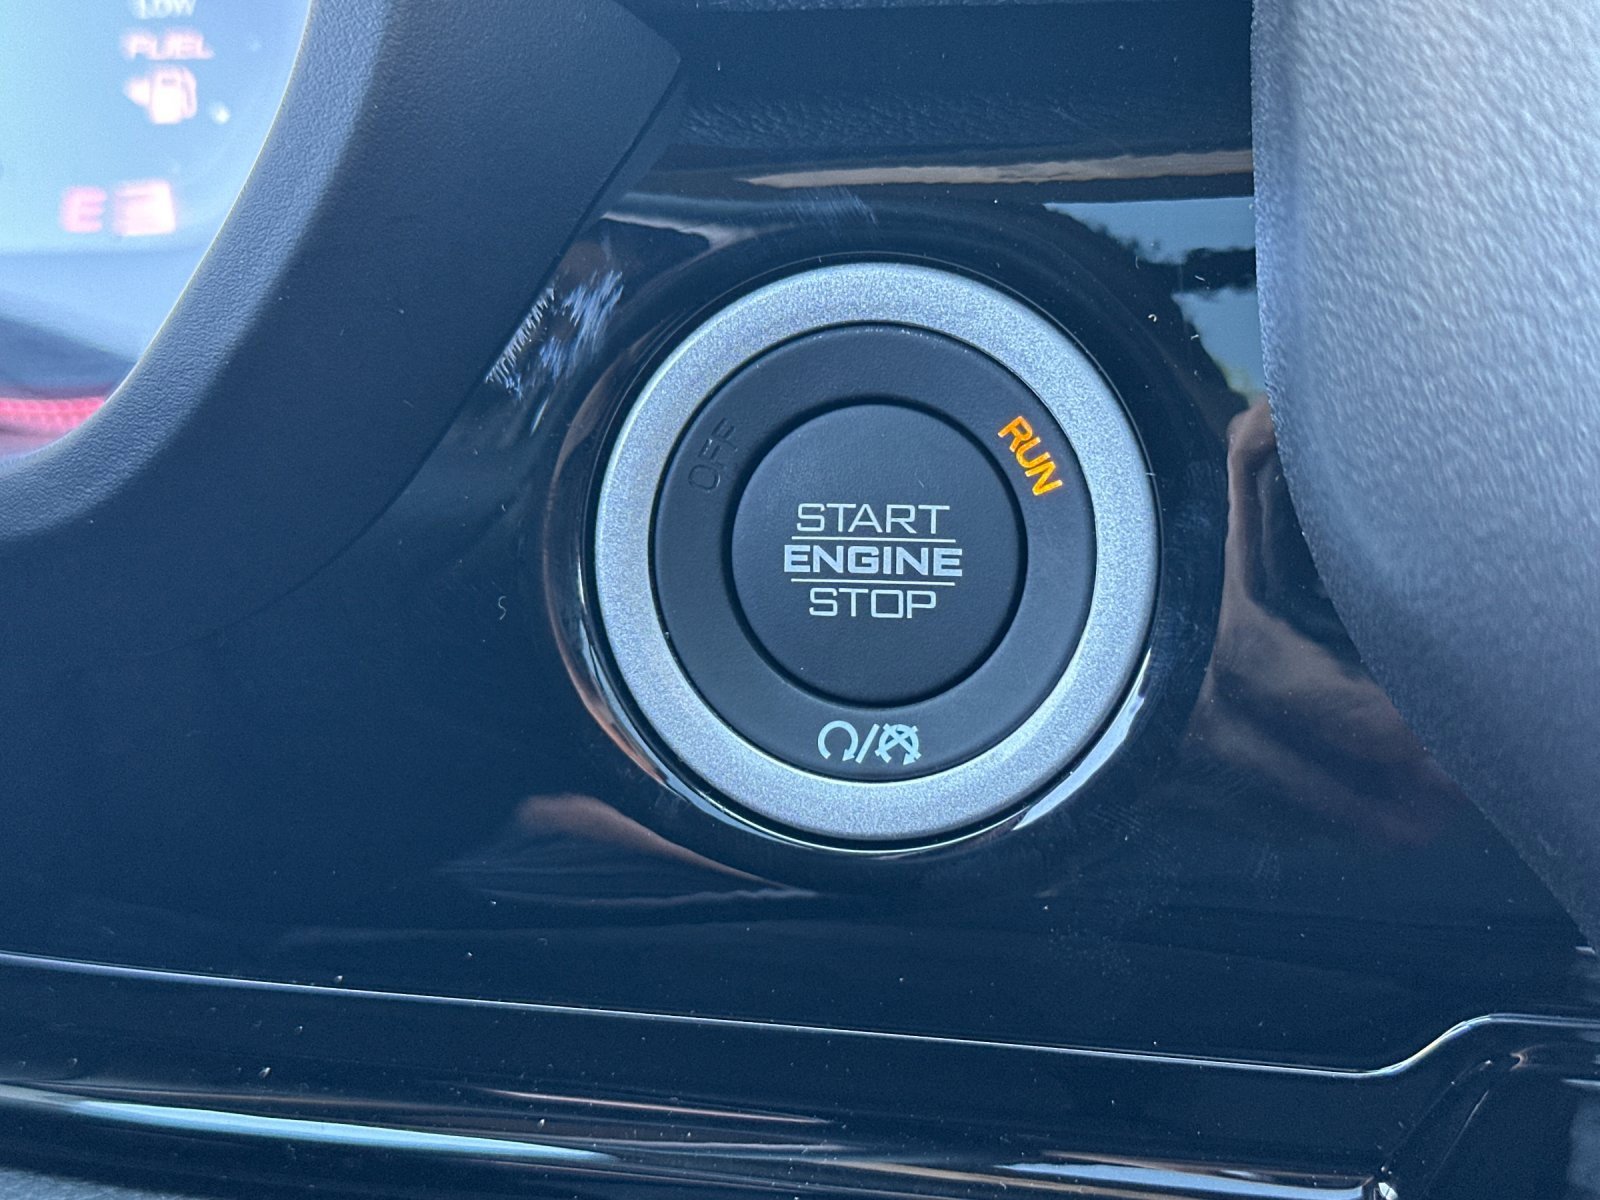 LOW
FUEL
E
OFF
RUN
START
ENGINE
STOP